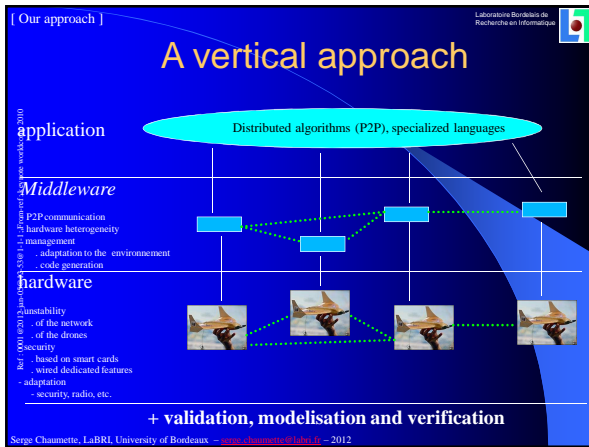 [ Our approach ]
Laboratoire Bordelais de
Recherche en Informatique
A vertical approach
application
Distributed algorithms (P2P), specialized languages
Middleware
P2P communication
hardware heterogeneity
management
. adaptation to the environnement
. code generation
hardware
unstability
. of the network
. of the drones
security
. based on smart cards
. wired dedicated features
- adaptation
- security, radio, etc.
+ validation, modelisation and verification
Serge Chaumette, LaBRI, University of Bordeaux – serge.chaumette@labri.fr – 2012